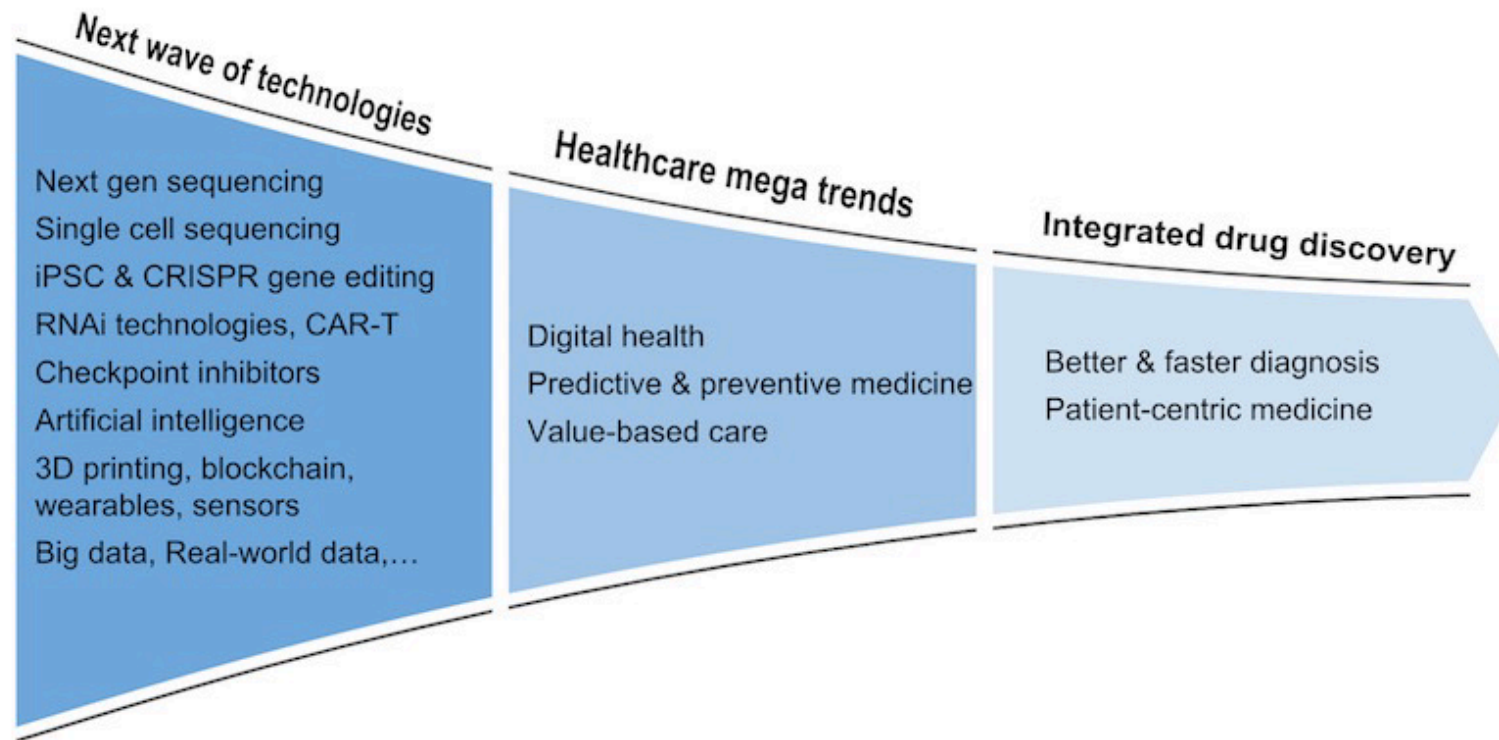 Next wave of technologies
Next gen sequencing
Single cell sequencing
iPSC & CRISPR gene editing
RNAi technologies, CAR-T
Checkpoint inhibitors
Artificial intelligence
3D printing, blockchain,
wearables, sensors
Big data, Real-world data,…
Healthcare mega trends
Digital health
Predictive & preventive medicine
Value-based care
Integrated drug discovery
Better & faster diagnosis
Patient-centric medicine